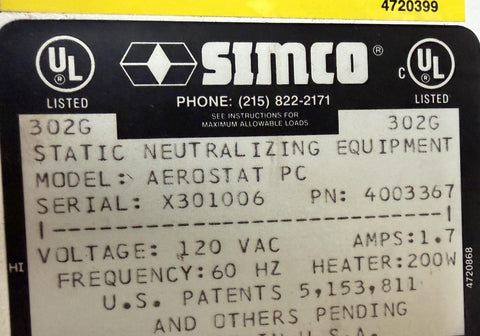 4720399
UL ® LISTED
SIMCO®
C UL ® LISTED
PHONE: (215) 822-2171
SEE INSTRUCTIONS FOR
MAXIMUM ALLOWABLE LOADS
302G 302G
STATIC NEUTRALIZING EQUIPMENT
MODEL: AEROSTAT PC
SERIAL: X301006 PN: 4003367
VOLTAGE: 120 VAC AMPS: 1.7
HI
FREQUENCY: 60 HZ HEATER: 200W
4720868
U.S. PATENTS 5,153,811
AND OTHERS PENDING
IN U.S.A.